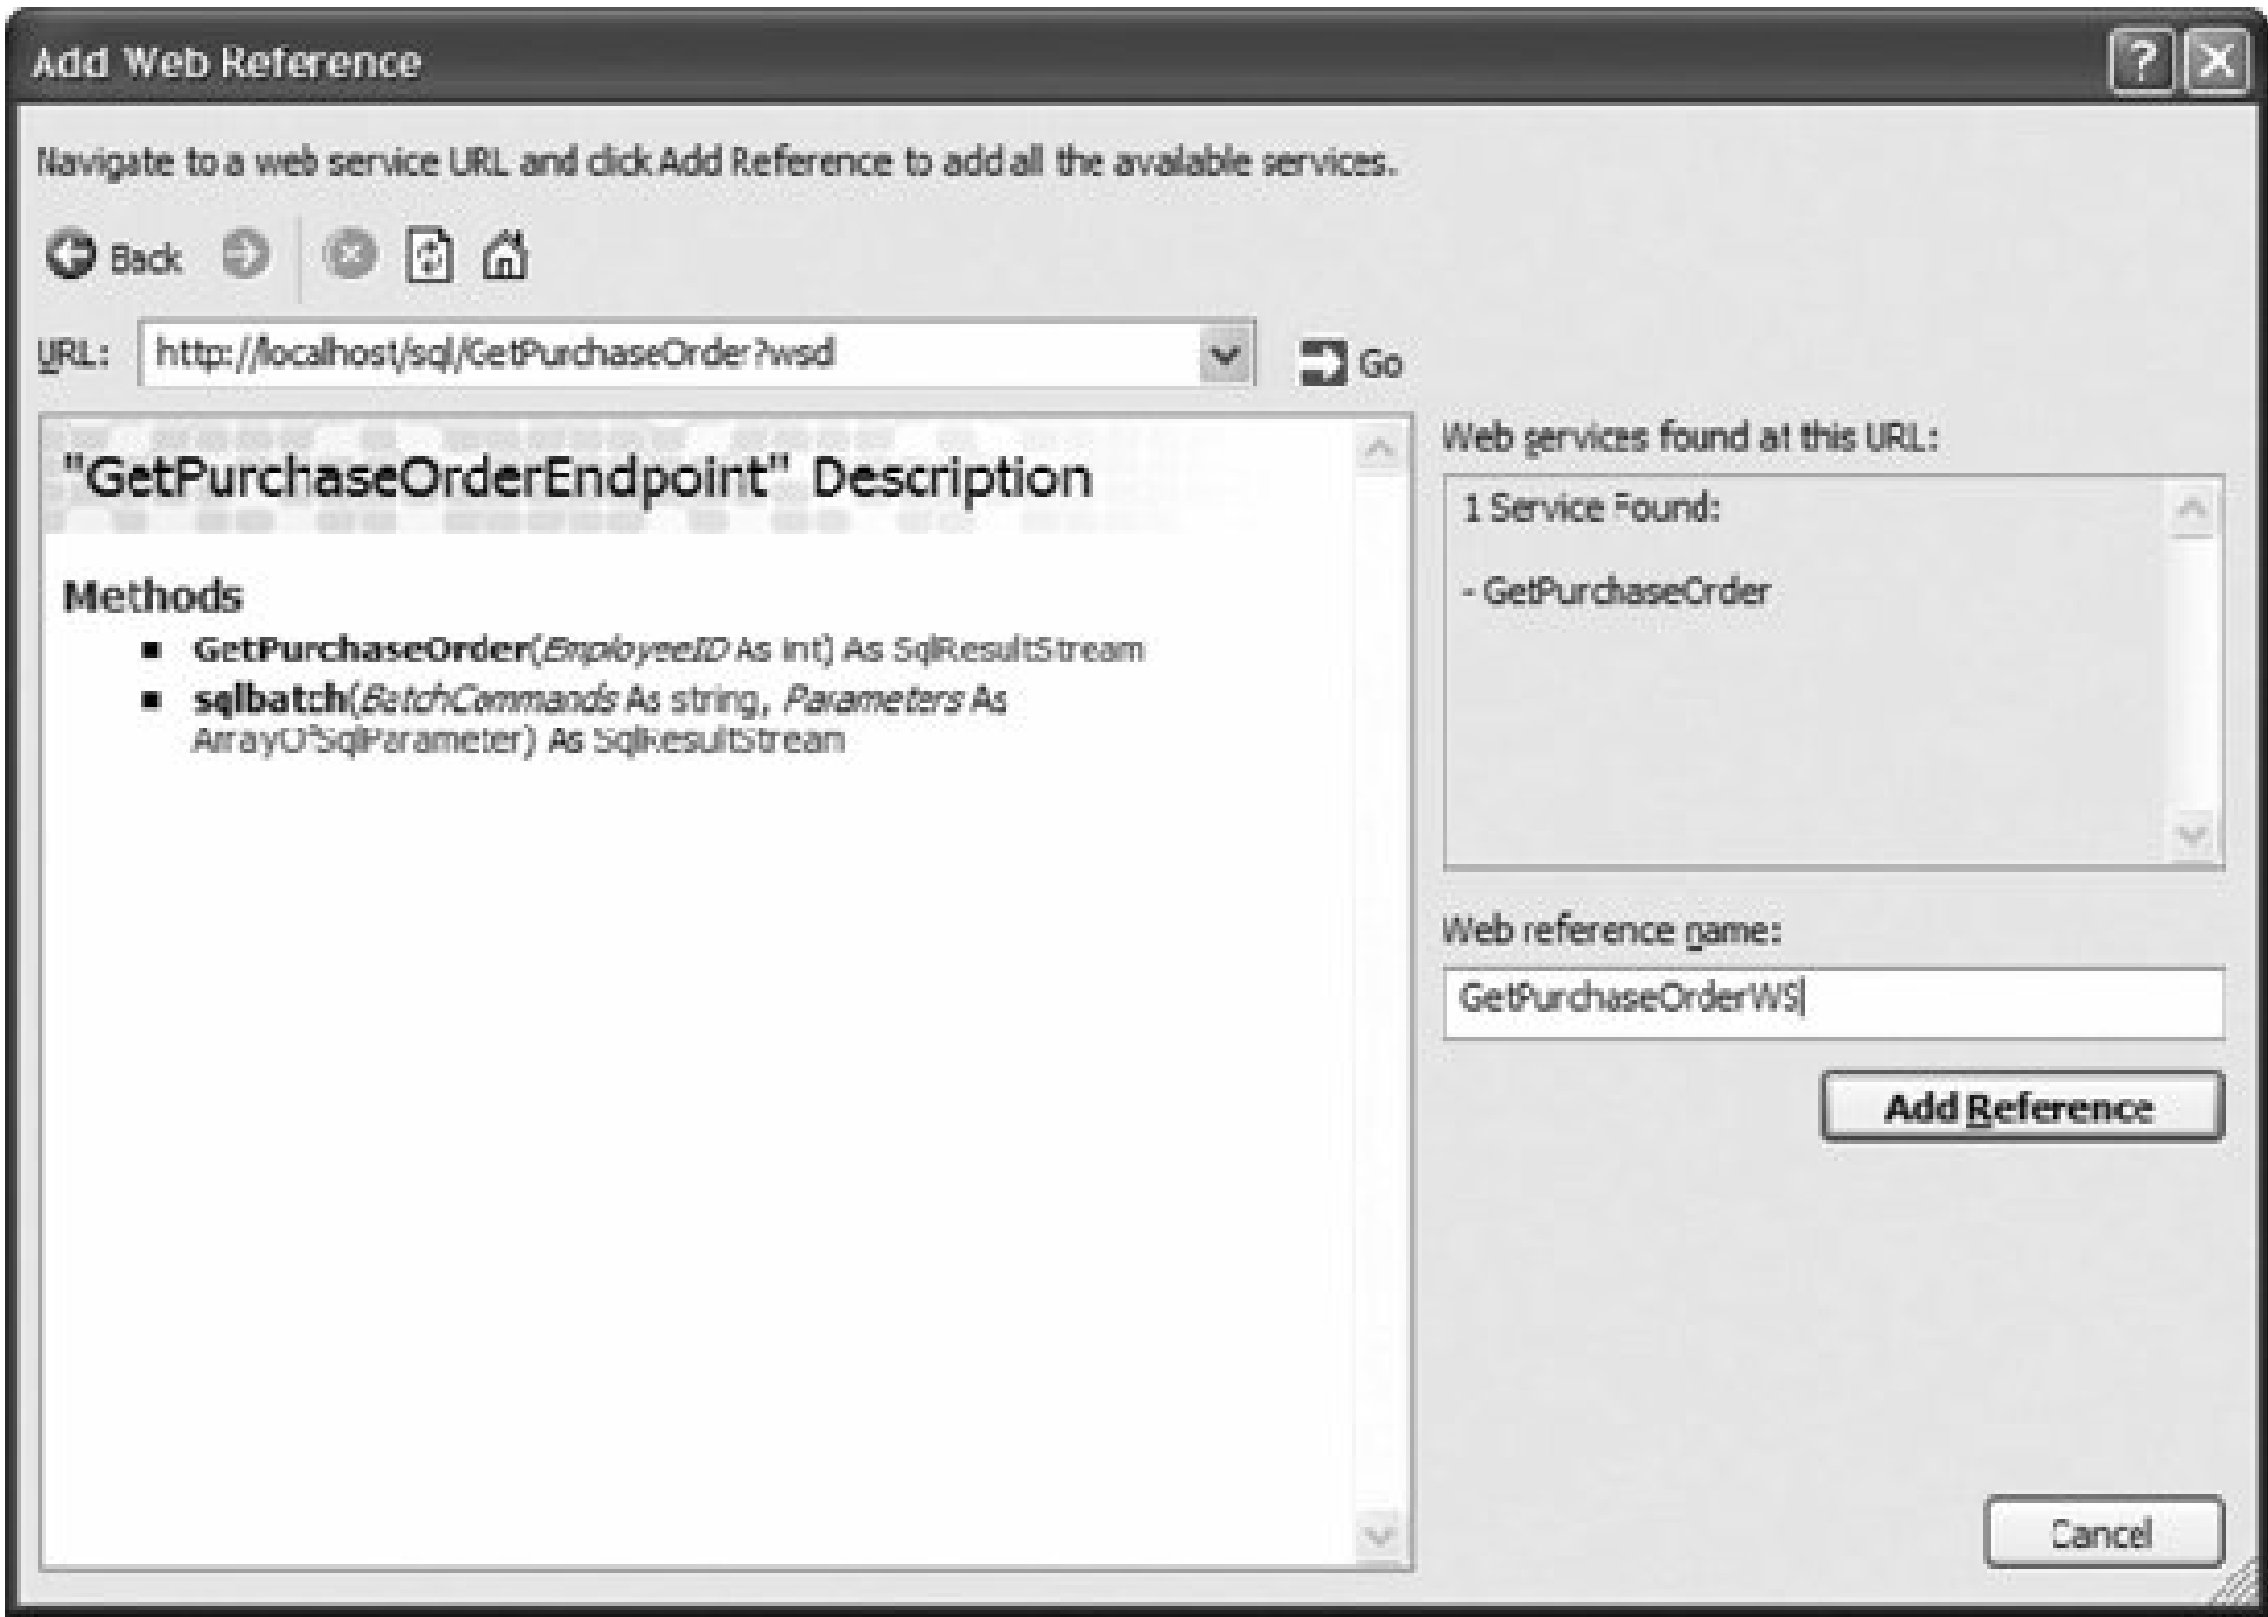 Add Web Reference
Navigate to a web service URL and click Add Reference to add all the available services.
Back
URL: http://localhost/sql/GetPurchaseOrder?wsd Go
"GetPurchaseOrderEndpoint" Description
Methods
GetPurchaseOrder(EmployeeID As int) As SqlResultStream
sqlbatch(BatchCommands As string, Parameters As
ArrayOfSqlParameter) As SqlResultStream
Web services found at this URL:
1 Service Found:
- GetPurchaseOrder
Web reference name:
GetPurchaseOrderWS
Add Reference
Cancel